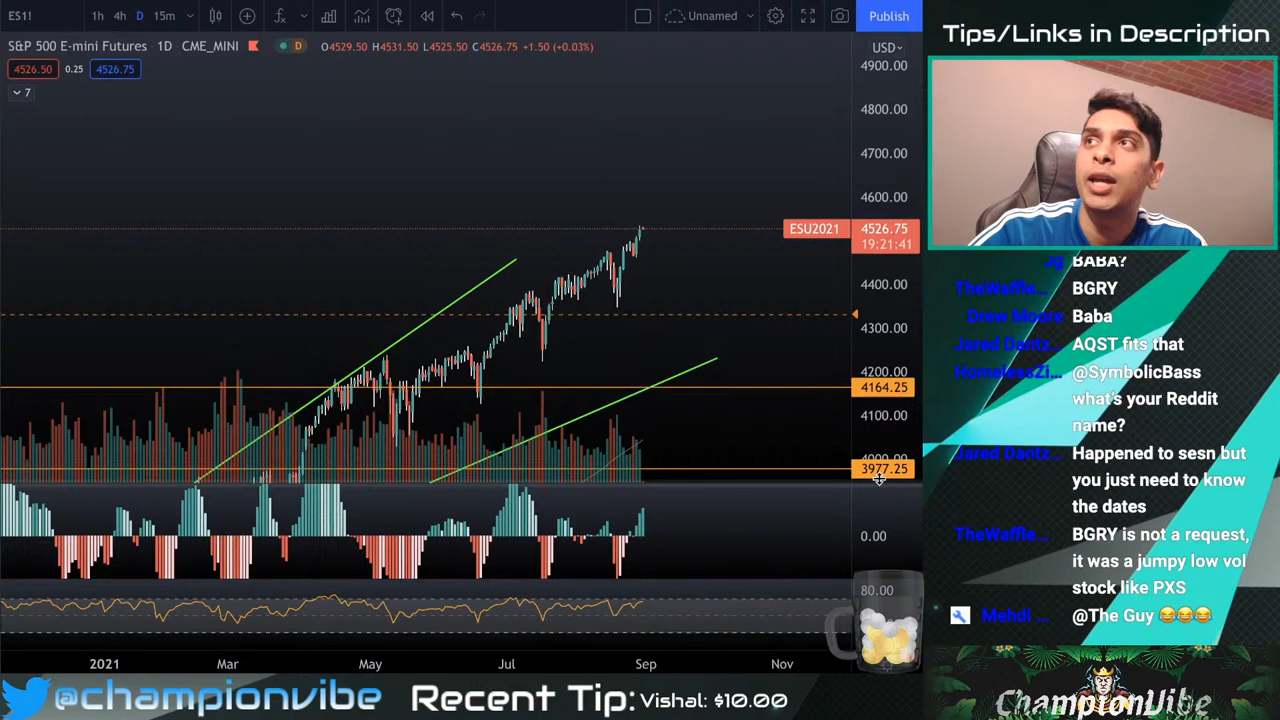 ES1!
1h 4h D 15m
Unnamed
Publish
S&P 500 E-mini Futures · 1D · CME_MINI
D
O4529.50 H4531.50 L4525.50 C4526.75 +1.50 (+0.03%)
4526.50 0.25 4526.75
7
USD
4900.00
4800.00
4700.00
4600.00
ESU2021 4526.75
19:21:41
4400.00
4300.00
4200.00
4164.25
4100.00
4000.00
3977.25
0.00
80.00
2021 Mar May Jul Sep Nov
Tips/Links in Description
Jg BABA?
TheWaffle... BGRY
Drew Moore Baba
Jared Dantz... AQST fits that
HomelessZi... @SymbolicBass
what's your Reddit
name?
Jared Dantz... Happened to sesn but
you just need to know
the dates
TheWaffle... BGRY is not a request,
it was a jumpy low vol
stock like PXS
Mehdi ... @The Guy 😂😂😂
@championvibe Recent Tip: Vishal: $10.00
ChampionVibe